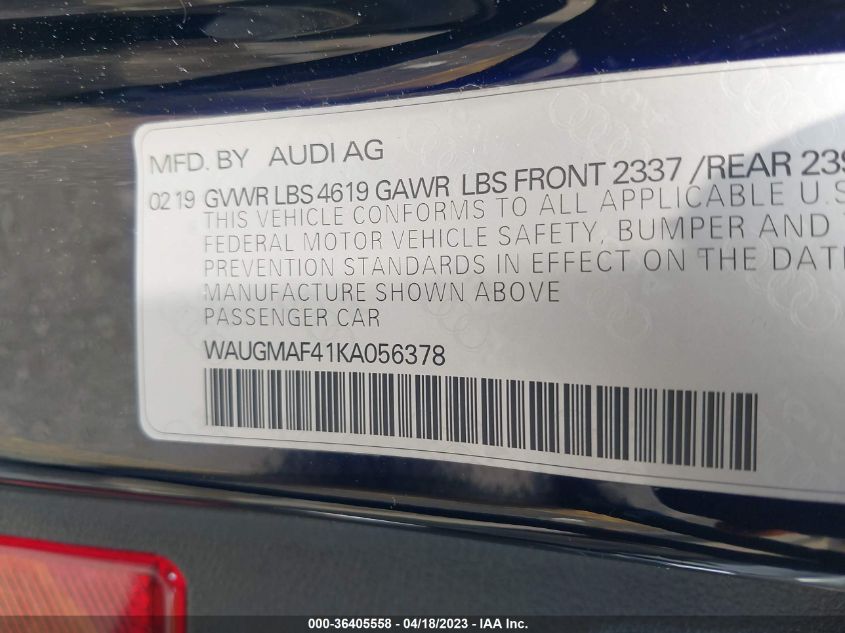 MFD. BY AUDI AG
02 19 GVWR LBS 4619 GAWR LBS FRONT 2337 /REAR 239
THIS VEHICLE CONFORMS TO ALL APPLICABLE U.S
FEDERAL MOTOR VEHICLE SAFETY, BUMPER AND
PREVENTION STANDARDS IN EFFECT ON THE DAT
MANUFACTURE SHOWN ABOVE
PASSENGER CAR
WAUGMAF41KA056378
000-36405558 - 04/18/2023 - IAA Inc.